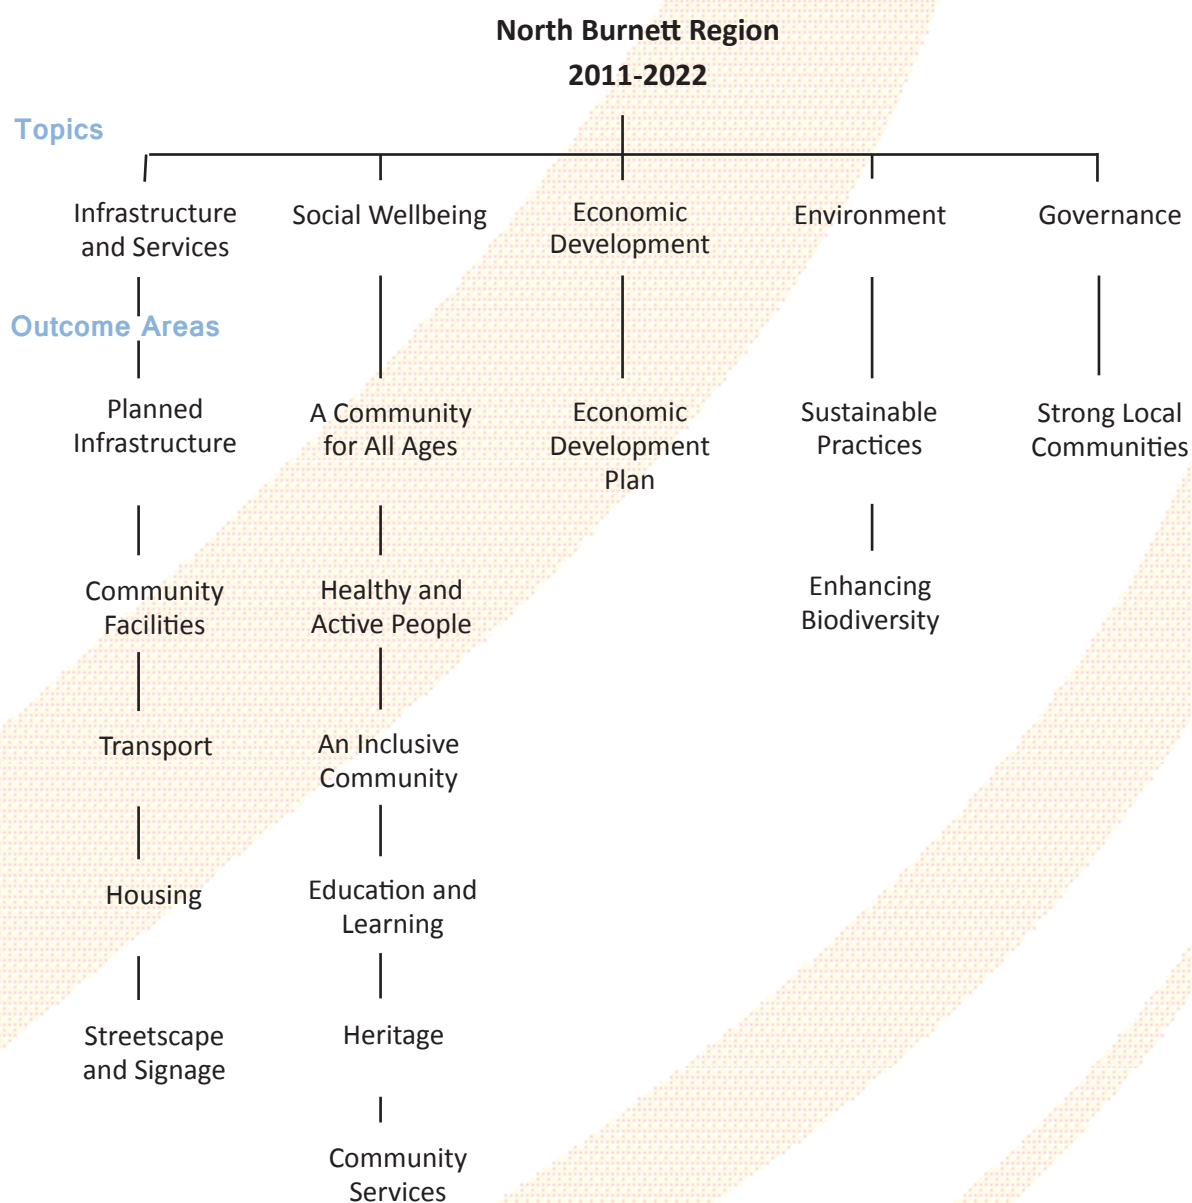 North Burnett Region
2011-2022
Topics
Infrastructure
and Services
Social Wellbeing
Economic
Development
Environment
Governance
Outcome Areas
Planned
Infrastructure
A Community
for All Ages
Economic
Development
Plan
Sustainable
Practices
Strong Local
Communities
Community
Facilities
Healthy and
Active People
Enhancing
Biodiversity
Transport
An Inclusive
Community
Housing
Education and
Learning
Streetscape
and Signage
Heritage
Community
Services